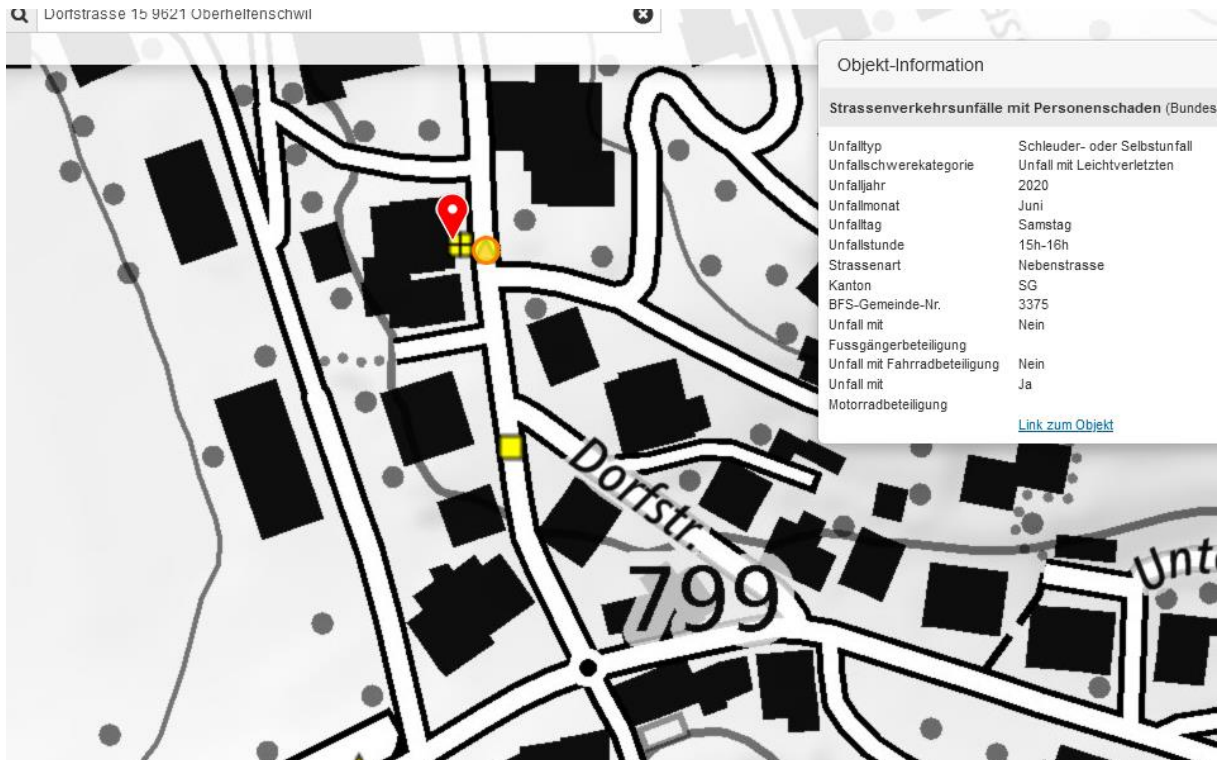 Dorfstrasse 15 9621 Oberhelfenschwil
Objekt-Information
Strassenverkehrsunfälle mit Personenschaden (Bundes
Unfalltyp Schleuder- oder Selbstunfall
Unfallschwerekategorie Unfall mit Leichtverletzten
Unfalljahr 2020
Unfallmonat Juni
Unfalltag Samstag
Unfallstunde 15h-16h
Strassenart Nebenstrasse
Kanton SG
BFS-Gemeinde-Nr. 3375
Unfall mit Nein
Fussgängerbeteiligung
Unfall mit Fahrradbeteiligung Nein
Unfall mit Ja
Motorradbeteiligung
Link zum Objekt
Dorfstr.
799
Unt